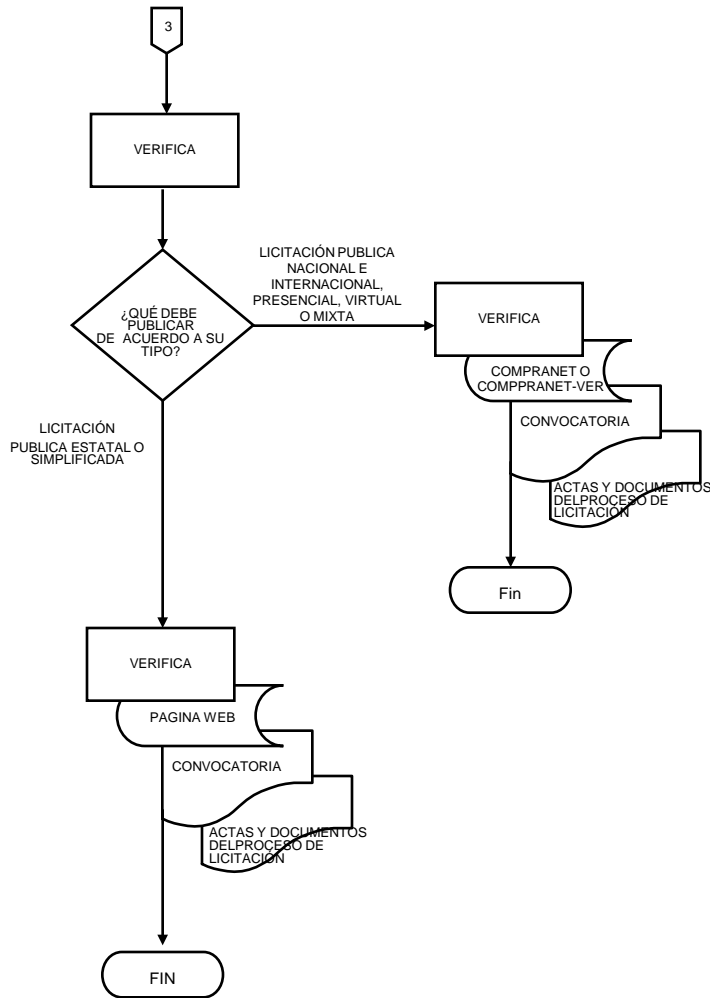 3
VERIFICA
¿QUÉ DEBE
PUBLICAR
DE ACUERDO A SU
TIPO?
LICITACIÓN PUBLICA
NACIONAL E
INTERNACIONAL,
PRESENCIAL, VIRTUAL
O MIXTA
VERIFICA
COMPRANET O
COMPPRANET-VER
CONVOCATORIA
ACTAS Y DOCUMENTOS
DELPROCESO DE
LICITACIÓN
Fin
LICITACIÓN
PUBLICA ESTATAL O
SIMPLIFICADA
VERIFICA
PAGINA WEB
CONVOCATORIA
ACTAS Y DOCUMENTOS
DELPROCESO DE
LICITACIÓN
FIN